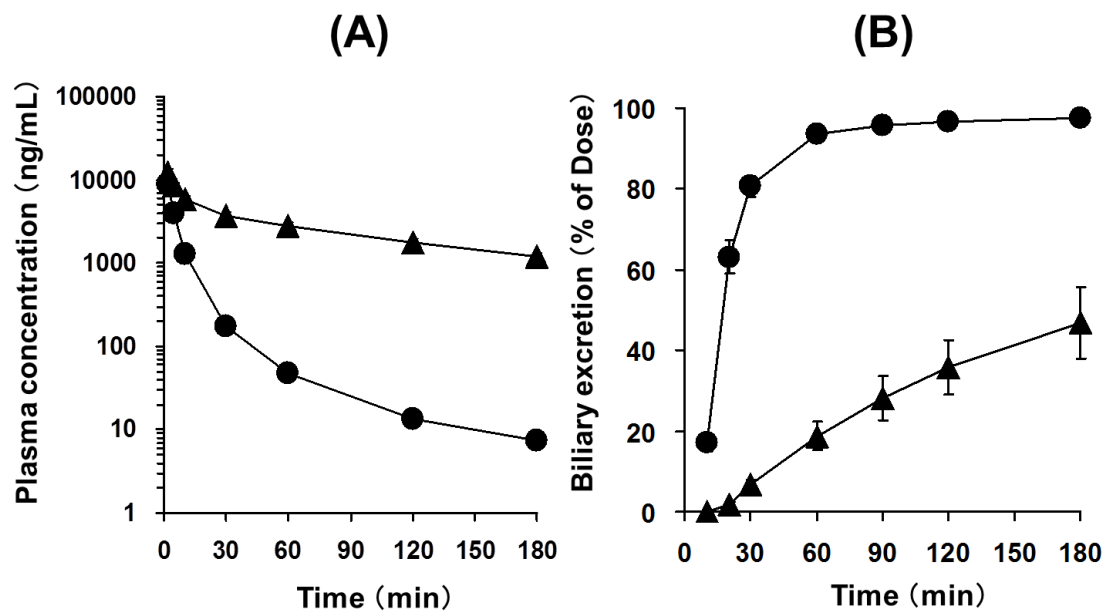 (A)
Plasma concentration (ng/mL)
100000
10000
1000
100
10
1
0 30 60 90 120 150 180
Time (min)
(B)
Biliary excretion (% of Dose)
100
80
60
40
20
0
0 30 60 90 120 150 180
Time (min)